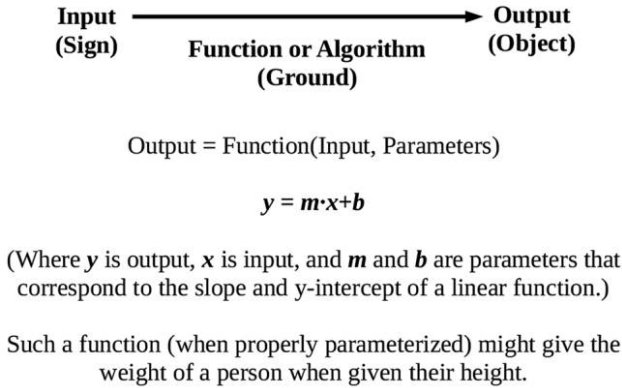 Input
(Sign)
Function or Algorithm
(Ground)
Output
(Object)
Output = Function(Input, Parameters)
y = m·x+b
(Where y is output, x is input, and m and b are parameters that
correspond to the slope and y-intercept of a linear function.)
Such a function (when properly parameterized) might give the
weight of a person when given their height.